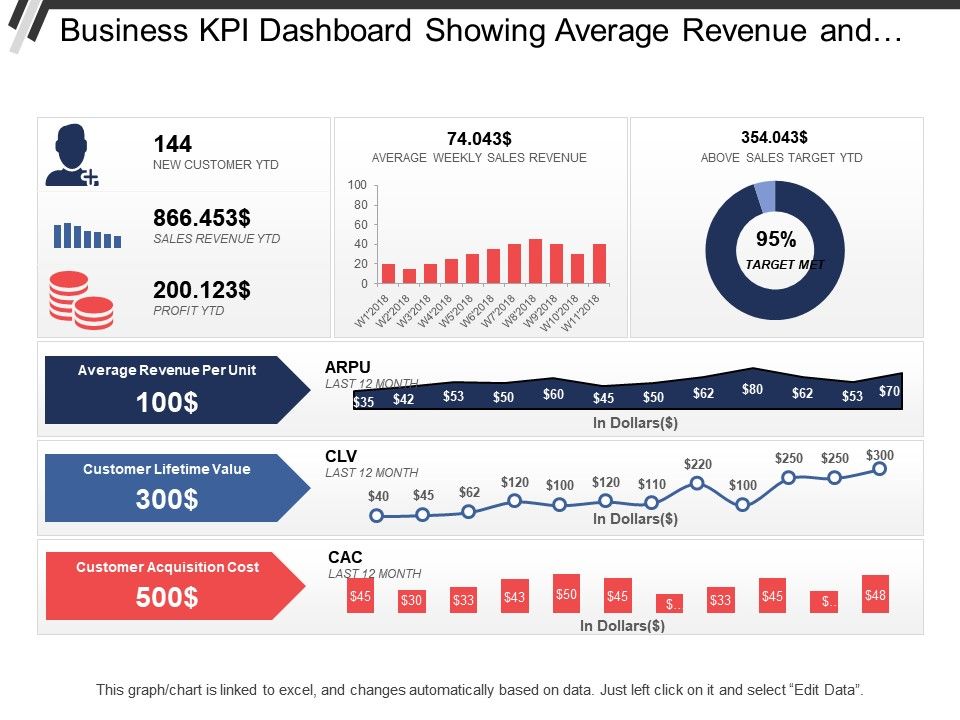 Business KPI Dashboard Showing Average Revenue and…
144
NEW CUSTOMER YTD
866.453$
SALES REVENUE YTD
200.123$
PROFIT YTD
74.043$
AVERAGE WEEKLY SALES REVENUE
100
80
60
40
20
0
W1'2018
W2'2018
W3'2018
W4'2018
W5'2018
W6'2018
W7'2018
W8'2018
W9'2018
W10'2018
W11'2018
354.043$
ABOVE SALES TARGET YTD
95%
TARGET MET
Average Revenue Per Unit
100$
ARPU
LAST 12 MONTH
$35 $42 $53 $50 $60 $45 $50 $62 $80 $62 $53 $70
In Dollars($)
Customer Lifetime Value
300$
CLV
LAST 12 MONTH
$40 $45 $62 $120 $100 $120 $110 $220 $100 $250 $250 $300
In Dollars($)
Customer Acquisition Cost
500$
CAC
LAST 12 MONTH
$45 $30 $33 $43 $50 $45 $… $33 $45 $… $48
In Dollars($)
This graph/chart is linked to excel, and changes automatically based on data. Just left click on it and select “Edit Data”.